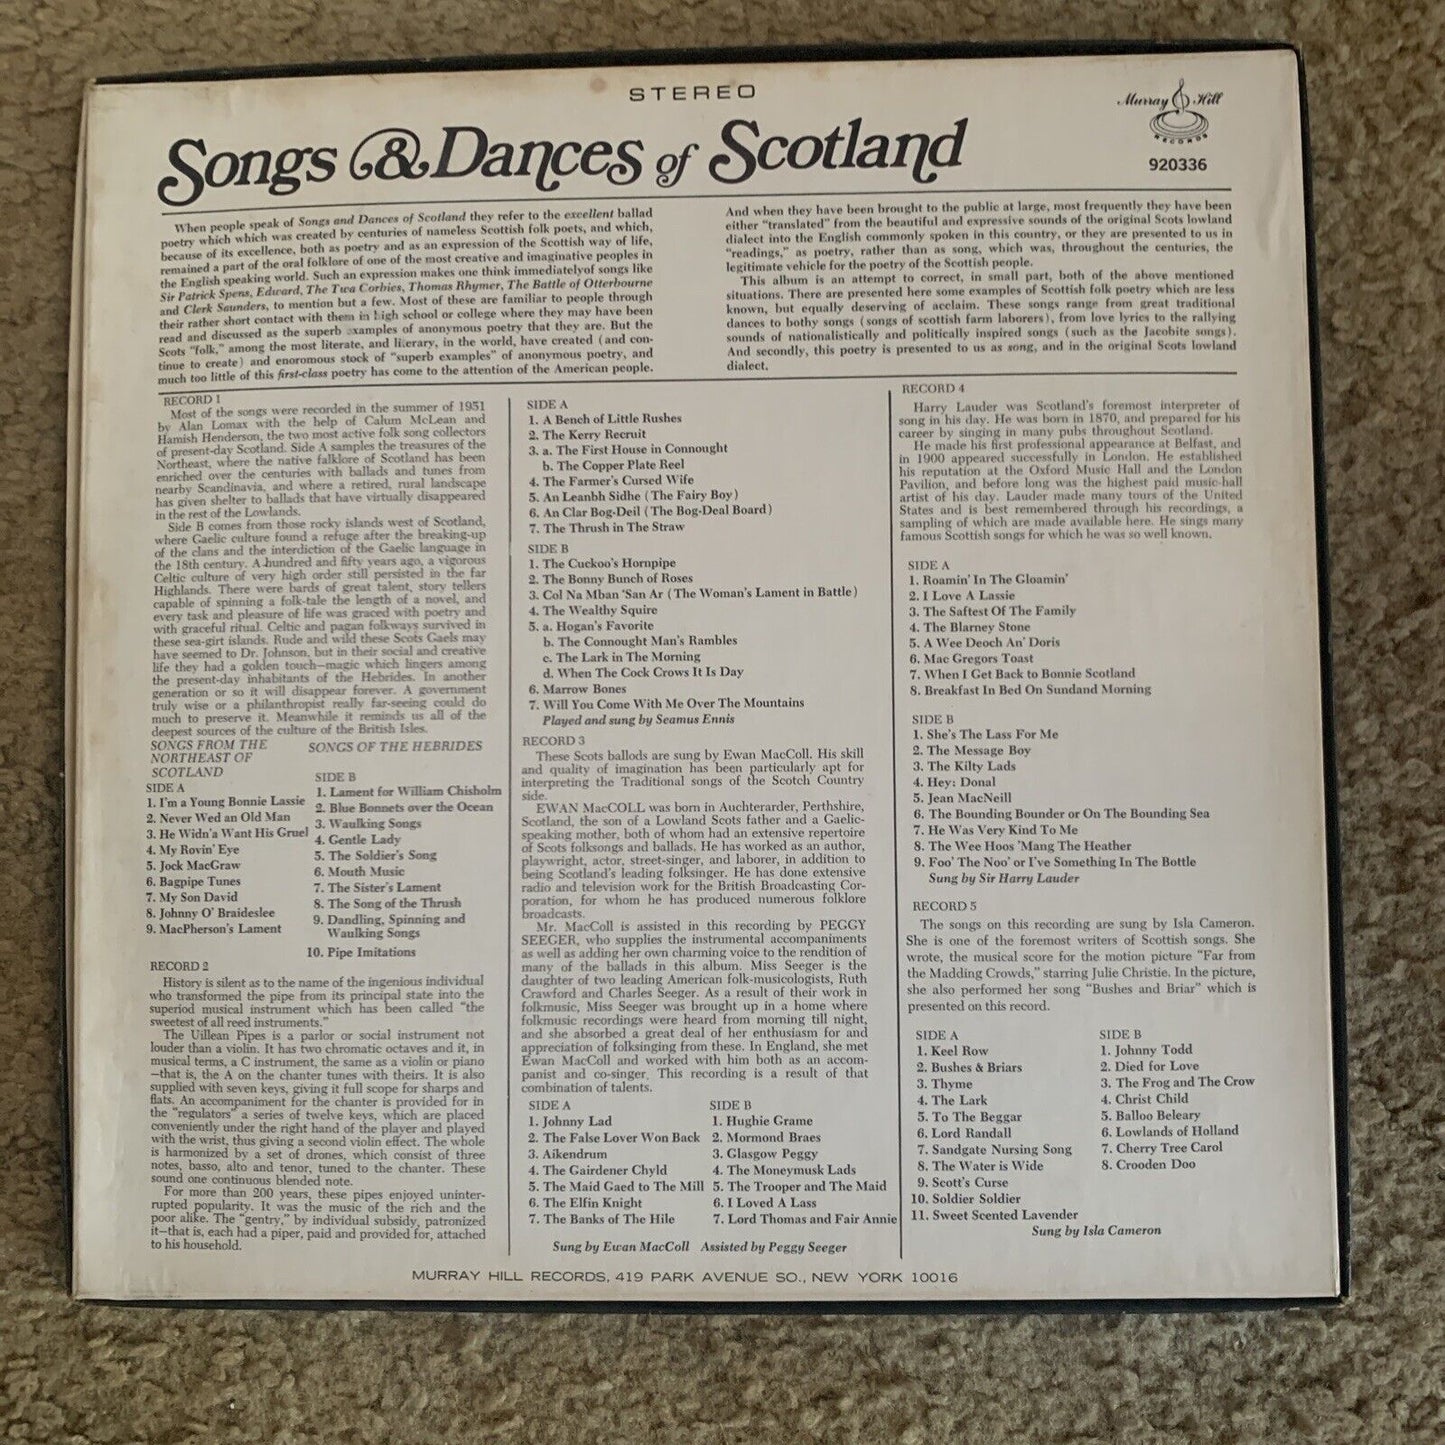 STEREO
Murray Hill
RECORDS
920336
Songs & Dances of Scotland
When people speak of Songs and Dances of Scotland they refer to the excellent ballad
poetry which which was created by centuries of nameless Scottish folk poets, and which,
because of its excellence, both as poetry and as an expression of the Scottish way of life,
remained a part of the oral folklore of one of the most creative and imaginative peoples in
the English speaking world. Such an expression makes one think immediatelyof songs like
Sir Patrick Spens, Edward, The Twa Corbies, Thomas Rhymer, The Battle of Otterbourne
and Clerk Saunders, to mention but a few. Most of these are familiar to people through
their rather short contact with them in high school or college where they may have been
read and discussed as the superb examples of anonymous poetry that they are. But the
Scots "folk," among the most literate, and literary, in the world, have created (and con-
tinue to create) and enoromous stock of "superb examples" of anonymous poetry, and
much too little of this first-class poetry has come to the attention of the American people.
And when they have been brought to the public at large, most frequently they have been
either "translated" from the beautiful and expressive sounds of the original Scots lowland
dialect into the English commonly spoken in this country, or they are presented to us in
"readings," as poetry, rather than as song, which was, throughout the centuries, the
legitimate vehicle for the poetry of the Scottish people.
This album is an attempt to correct, in small part, both of the above mentioned
situations. There are presented here some examples of Scottish folk poetry which are less
known, but equally deserving of acclaim. These songs range from great traditional
dances to bothy songs (songs of scottish farm laborers), from love lyrics to the rallying
sounds of nationalistically and politically inspired songs (such as the Jacobite songs).
And secondly, this poetry is presented to us as song, and in the original Scots lowland
dialect.
RECORD 1
Most of the songs were recorded in the summer of 1951
by Alan Lomax with the help of Calum McLean and
Hamish Henderson, the two most active folk song collectors
of present-day Scotland. Side A samples the treasures of the
Northeast, where the native falklore of Scotland has been
enriched over the centuries with ballads and tunes from
nearby Scandinavia, and where a retired, rural landscape
has given shelter to ballads that have virtually disappeared
in the rest of the Lowlands.
Side B comes from those rocky islands west of Scotland,
where Gaelic culture found a refuge after the breaking-up
of the clans and the interdiction of the Gaelic language in
the 18th century. A hundred and fifty years ago, a vigorous
Celtic culture of very high order still persisted in the far
Highlands. There were bards of great talent, story tellers
capable of spinning a folk-tale the length of a novel, and
every task and pleasure of life was graced with poetry and
with graceful ritual. Celtic and pagan folkways survived in
these sea-girt islands. Rude and wild these Scots Gaels may
have seemed to Dr. Johnson, but in their social and creative
life they had a golden touch—magic which lingers among
the present-day inhabitants of the Hebrides. In another
generation or so it will disappear forever. A government
truly wise or a philanthropist really far-seeing could do
much to preserve it. Meanwhile it reminds us all of the
deepest sources of the culture of the British Isles.
SONGS FROM THE
NORTHEAST OF
SCOTLAND
SIDE A
1. I'm a Young Bonnie Lassie
2. Never Wed an Old Man
3. He Widn'a Want His Gruel
4. My Rovin' Eye
5. Jock MacGraw
6. Bagpipe Tunes
7. My Son David
8. Johnny O' Braideslee
9. MacPherson's Lament
SONGS OF THE HEBRIDES
SIDE B
1. Lament for William Chisholm
2. Blue Bonnets over the Ocean
3. Waulking Songs
4. Gentle Lady
5. The Soldier's Song
6. Mouth Music
7. The Sister's Lament
8. The Song of the Thrush
9. Dandling, Spinning and
Waulking Songs
10. Pipe Imitations
RECORD 2
History is silent as to the name of the ingenious individual
who transformed the pipe from its principal state into the
superiod musical instrument which has been called "the
sweetest of all reed instruments."
The Uillean Pipes is a parlor or social instrument not
louder than a violin. It has two chromatic octaves and it, in
musical terms, a C instrument, the same as a violin or piano
—that is, the A on the chanter tunes with theirs. It is also
supplied with seven keys, giving it full scope for sharps and
flats. An accompaniment for the chanter is provided for in
the "regulators" a series of twelve keys, which are placed
conveniently under the right hand of the player and played
with the wrist, thus giving a second violin effect. The whole
is harmonized by a set of drones, which consist of three
notes, basso, alto and tenor, tuned to the chanter. These
sound one continuous blended note.
For more than 200 years, these pipes enjoyed uninter-
rupted popularity. It was the music of the rich and the
poor alike. The "gentry," by individual subsidy, patronized
it—that is, each had a piper, paid and provided for, attached
to his household.
SIDE A
1. A Bench of Little Rushes
2. The Kerry Recruit
3. a. The First House in Connought
b. The Copper Plate Reel
4. The Farmer's Cursed Wife
5. An Leanbh Sidhe (The Fairy Boy)
6. An Clar Bog-Deil (The Bog-Deal Board)
7. The Thrush in The Straw
SIDE B
1. The Cuckoo's Hornpipe
2. The Bonny Bunch of Roses
3. Col Na Mban 'San Ar (The Woman's Lament in Battle)
4. The Wealthy Squire
5. a. Hogan's Favorite
b. The Connought Man's Rambles
c. The Lark in The Morning
d. When The Cock Crows It Is Day
6. Marrow Bones
7. Will You Come With Me Over The Mountains
Played and sung by Seamus Ennis
RECORD 3
These Scots ballods are sung by Ewan MacColl. His skill
and quality of imagination has been particularly apt for
interpreting the Traditional songs of the Scotch Country
side.
EWAN MacCOLL was born in Auchterarder, Perthshire,
Scotland, the son of a Lowland Scots father and a Gaelic-
speaking mother, both of whom had an extensive repertoire
of Scots folksongs and ballads. He has worked as an author,
playwright, actor, street-singer, and laborer, in addition to
being Scotland's leading folksinger. He has done extensive
radio and television work for the British Broadcasting Cor-
poration, for whom he has produced numerous folklore
broadcasts.
Mr. MacColl is assisted in this recording by PEGGY
SEEGER, who supplies the instrumental accompaniments
as well as adding her own charming voice to the rendition of
many of the ballads in this album. Miss Seeger is the
daughter of two leading American folk-musicologists, Ruth
Crawford and Charles Seeger. As a result of their work in
folkmusic, Miss Seeger was brought up in a home where
folkmusic recordings were heard from morning till night,
and she absorbed a great deal of her enthusiasm for and
appreciation of folksinging from these. In England, she met
Ewan MacColl and worked with him both as an accom-
panist and co-singer. This recording is a result of that
combination of talents.
SIDE A
1. Johnny Lad
2. The False Lover Won Back
3. Aikendrum
4. The Gairdener Chyld
5. The Maid Gaed to The Mill
6. The Elfin Knight
7. The Banks of The Hile
SIDE B
1. Hughie Grame
2. Mormond Braes
3. Glasgow Peggy
4. The Moneymusk Lads
5. The Trooper and The Maid
6. I Loved A Lass
7. Lord Thomas and Fair Annie
Sung by Ewan MacColl Assisted by Peggy Seeger
RECORD 4
Harry Lauder was Scotland's foremost interpreter of
song in his day. He was born in 1870, and prepared for his
career by singing in many pubs throughout Scotland.
He made his first professional appearance at Belfast, and
in 1900 appeared successfully in London. He established
his reputation at the Oxford Music Hall and the London
Pavilion, and before long was the highest paid music-hall
artist of his day. Lauder made many tours of the United
States and is best remembered through his recordings, a
sampling of which are made available here. He sings many
famous Scottish songs for which he was so well known.
SIDE A
1. Roamin' In The Gloamin'
2. I Love A Lassie
3. The Saftest Of The Family
4. The Blarney Stone
5. A Wee Deoch An' Doris
6. Mac Gregors Toast
7. When I Get Back to Bonnie Scotland
8. Breakfast In Bed On Sundand Morning
SIDE B
1. She's The Lass For Me
2. The Message Boy
3. The Kilty Lads
4. Hey; Donal
5. Jean MacNeill
6. The Bounding Bounder or On The Bounding Sea
7. He Was Very Kind To Me
8. The Wee Hoos 'Mang The Heather
9. Foo' The Noo' or I've Something In The Bottle
Sung by Sir Harry Lauder
RECORD 5
The songs on this recording are sung by Isla Cameron.
She is one of the foremost writers of Scottish songs. She
wrote, the musical score for the motion picture "Far from
the Madding Crowds," starring Julie Christie. In the picture,
she also performed her song "Bushes and Briar" which is
presented on this record.
SIDE A
1. Keel Row
2. Bushes & Briars
3. Thyme
4. The Lark
5. To The Beggar
6. Lord Randall
7. Sandgate Nursing Song
8. The Water is Wide
9. Scott's Curse
10. Soldier Soldier
11. Sweet Scented Lavender
SIDE B
1. Johnny Todd
2. Died for Love
3. The Frog and The Crow
4. Christ Child
5. Balloo Beleary
6. Lowlands of Holland
7. Cherry Tree Carol
8. Crooden Doo
Sung by Isla Cameron
MURRAY HILL RECORDS, 419 PARK AVENUE SO., NEW YORK 10016